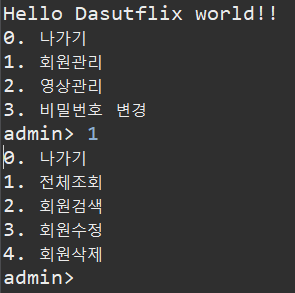 Hello Dasutflix world!!
0. 나가기
1. 회원관리
2. 영상관리
3. 비밀번호 변경
admin> 1
0. 나가기
1. 전체조회
2. 회원검색
3. 회원수정
4. 회원삭제
admin>